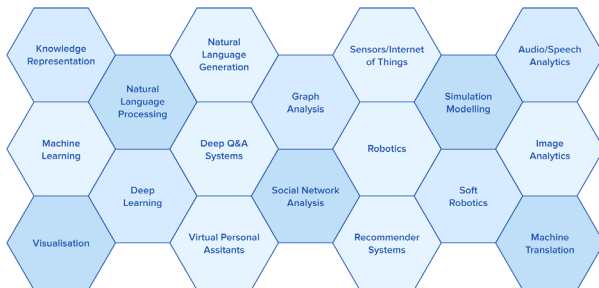 Knowledge
Representation
Natural
Language
Generation
Sensors/Internet
of Things
Audio/Speech
Analytics
Natural
Language
Processing
Graph
Analysis
Simulation
Modelling
Machine
Learning
Deep Q&A
Systems
Robotics
Image
Analytics
Deep
Learning
Social Network
Analysis
Soft
Robotics
Visualisation
Virtual Personal
Assitants
Recommender
Systems
Machine
Translation